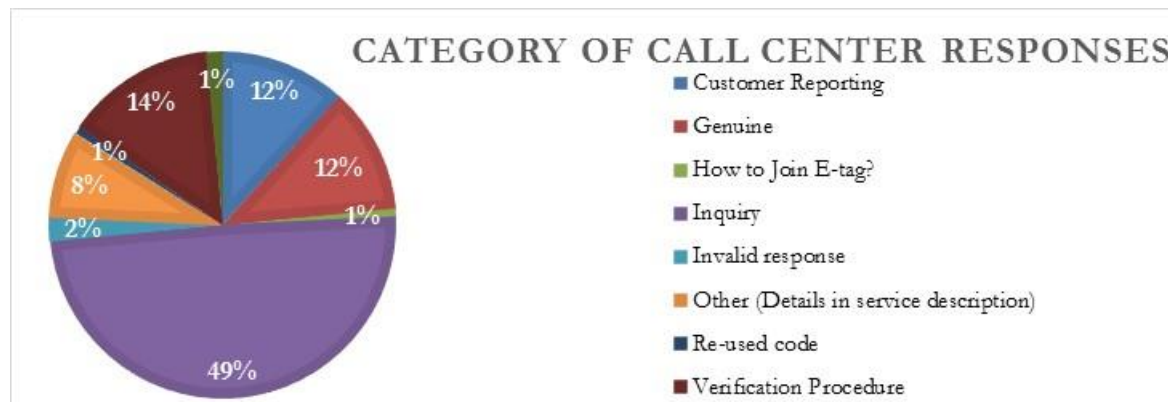 CATEGORY OF CALL CENTER RESPONSES
1%
12%
14%
12%
1%
8%
1%
2%
49%
Customer Reporting
Genuine
How to Join E-tag?
Inquiry
Invalid response
Other (Details in service description)
Re-used code
Verification Procedure